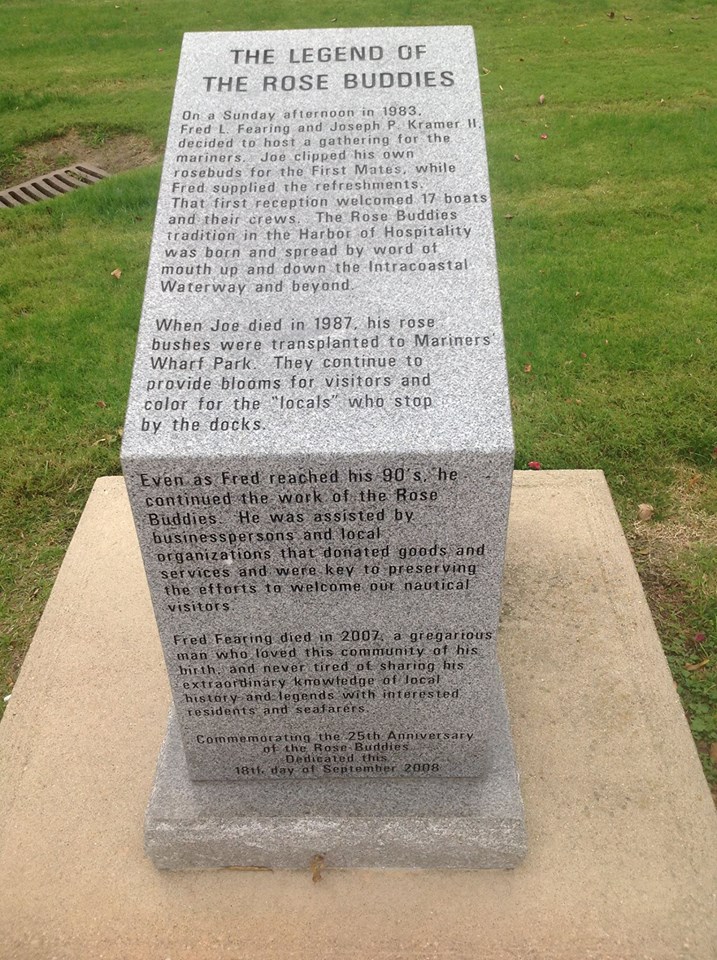 THE LEGEND OF
THE ROSE BUDDIES
On a Sunday afternoon in 1983,
Fred L. Fearing and Joseph P. Kramer II,
decided to host a gathering for the
mariners. Joe clipped his own
rosebuds for the First Mates, while
Fred supplied the refreshments.
That first reception welcomed 17 boats
and their crews. The Rose Buddies
tradition in the Harbor of Hospitality
was born and spread by word of
mouth up and down the Intracoastal
Waterway and beyond.
When Joe died in 1987, his rose
bushes were transplanted to Mariners'
Wharf Park. They continue to
provide blooms for visitors and
color for the "locals" who stop
by the docks.
Even as Fred reached his 90's, he
continued the work of the Rose
Buddies. He was assisted by
businesspersons and local
organizations that donated goods and
services and were key to preserving
the efforts to welcome our nautical
visitors.
Fred Fearing died in 2007, a gregarious
man who loved this community of his
birth, and never tired of sharing his
extraordinary knowledge of local
history and legends with interested
residents and seafarers.
Commemorating the 25th Anniversary
of the Rose Buddies
Dedicated this
18th day of September 2008